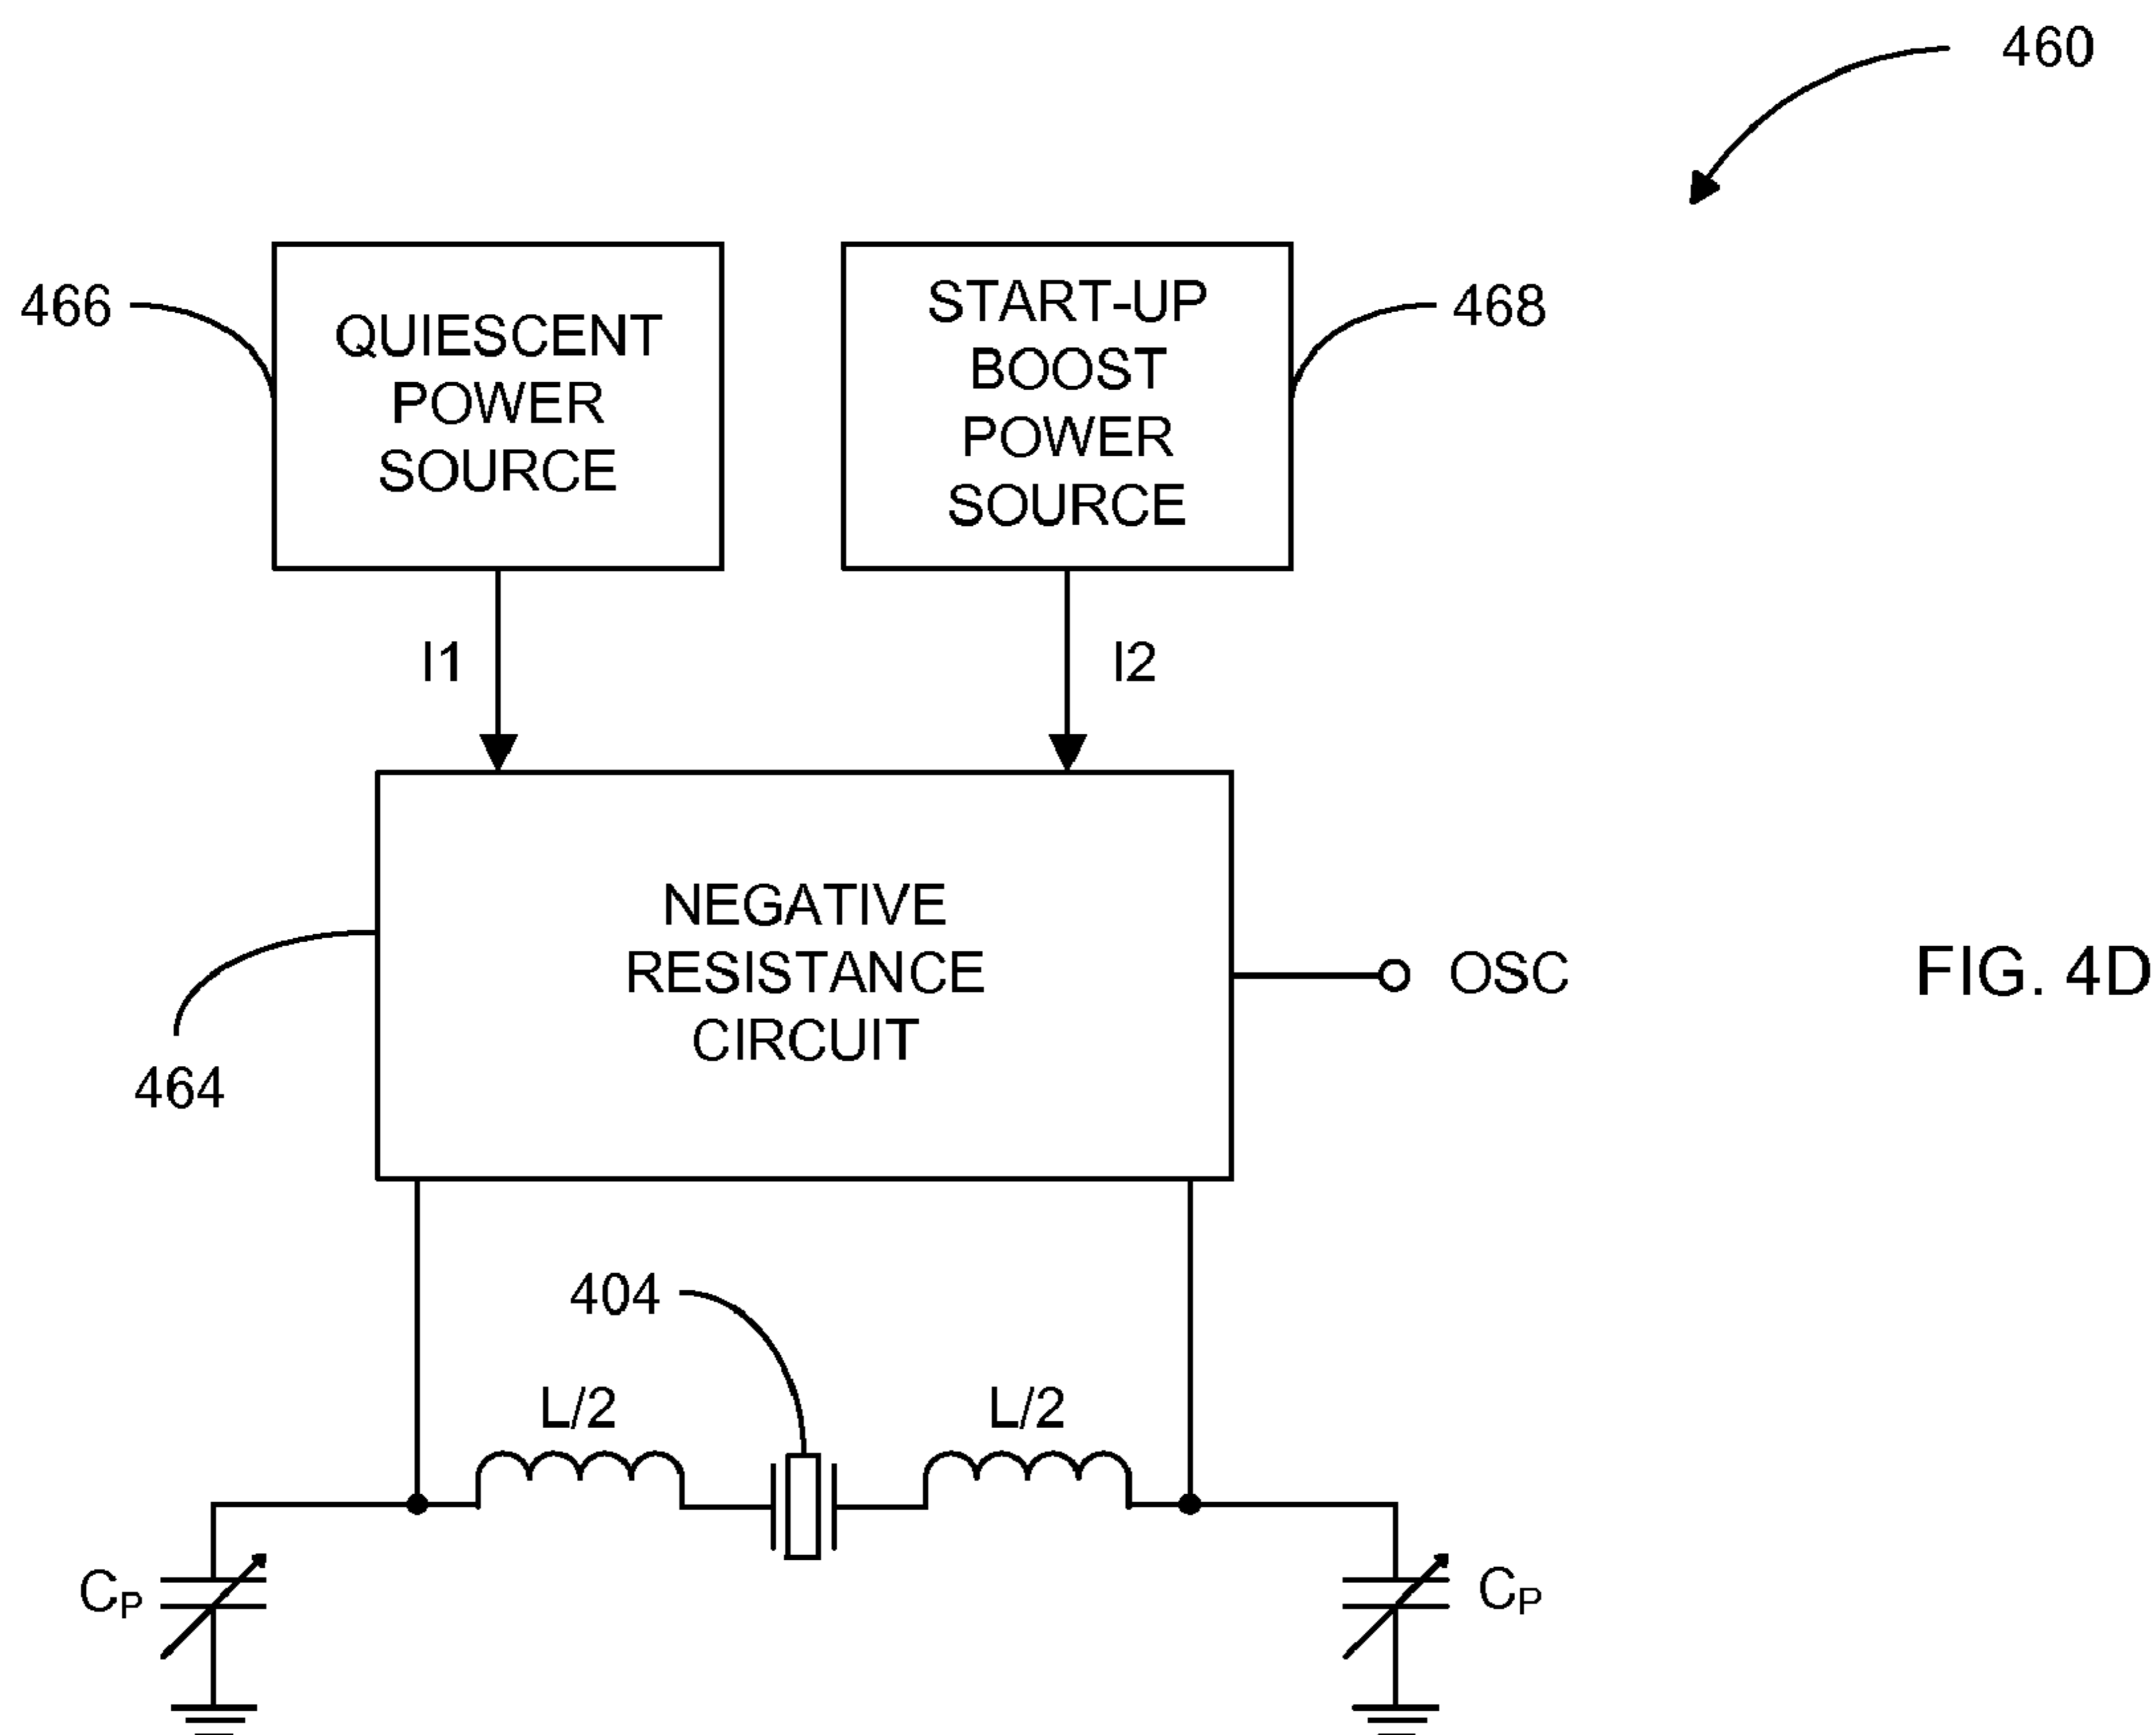 460
466
QUIESCENT
POWER
SOURCE
START-UP
BOOST
POWER
SOURCE
468
I1
I2
NEGATIVE
RESISTANCE
CIRCUIT
OSC
FIG. 4D
464
404
L/2
L/2
CP
CP